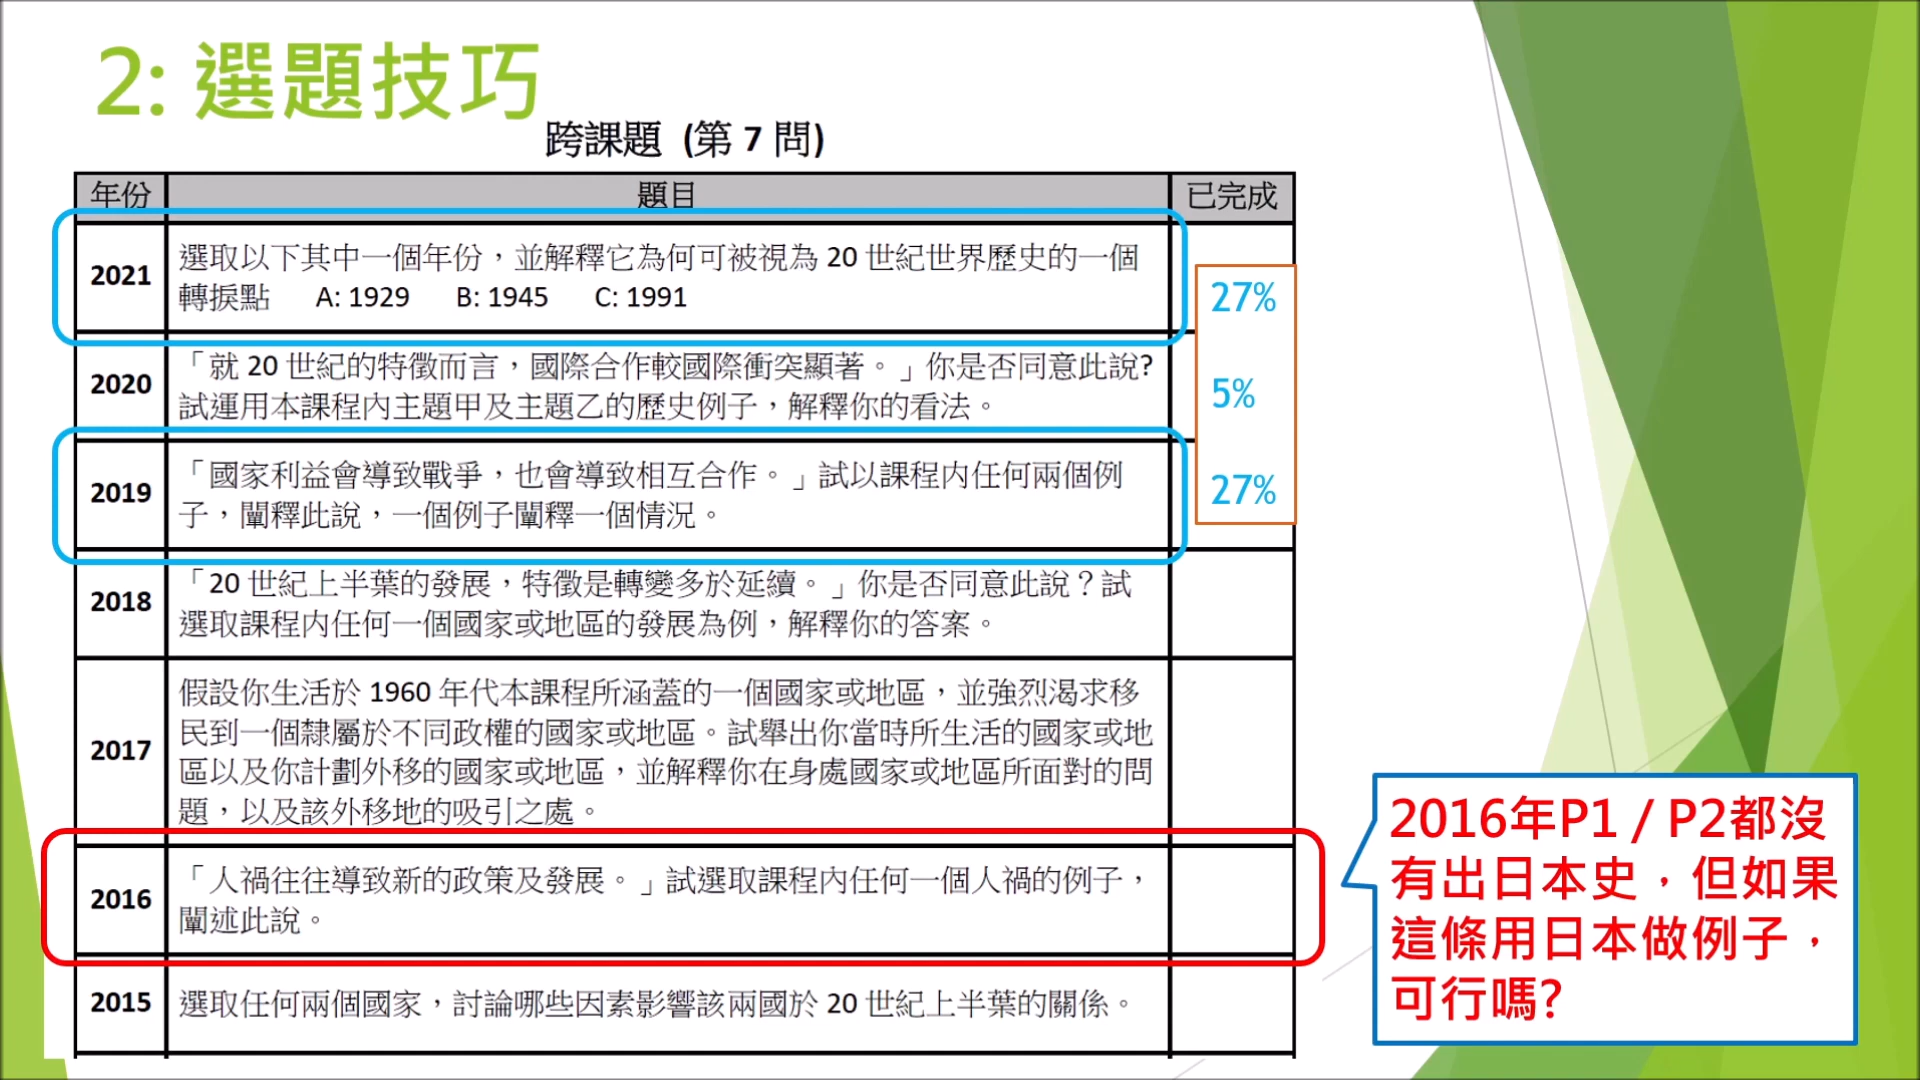 2: 選題技巧
跨課題 (第 7 問)
年份 題目 已完成
2021 選取以下其中一個年份，並解釋它為何可被視為 20 世紀世界歷史的一個
轉捩點 A: 1929 B: 1945 C: 1991
27%
2020 「就 20 世紀的特徵而言，國際合作較國際衝突顯著。」你是否同意此說?
試運用本課程內主題甲及主題乙的歷史例子，解釋你的看法。
5%
2019 「國家利益會導致戰爭，也會導致相互合作。」試以課程內任何兩個例
子，闡釋此說，一個例子闡釋一個情況。
27%
2018 「20 世紀上半葉的發展，特徵是轉變多於延續。」你是否同意此說？試
選取課程內任何一個國家或地區的發展為例，解釋你的答案。
2017 假設你生活於 1960 年代本課程所涵蓋的一個國家或地區，並強烈渴求移
民到一個隸屬於不同政權的國家或地區。試舉出你當時所生活的國家或地
區以及你計劃外移的國家或地區，並解釋你在身處國家或地區所面對的問
題，以及該外移地的吸引之處。
2016 「人禍往往導致新的政策及發展。」試選取課程內任何一個人禍的例子，
闡述此說。
2015 選取任何兩個國家，討論哪些因素影響該兩國於 20 世紀上半葉的關係。
2016年P1 / P2都沒
有出日本史，但如果
這條用日本做例子，
可行嗎?